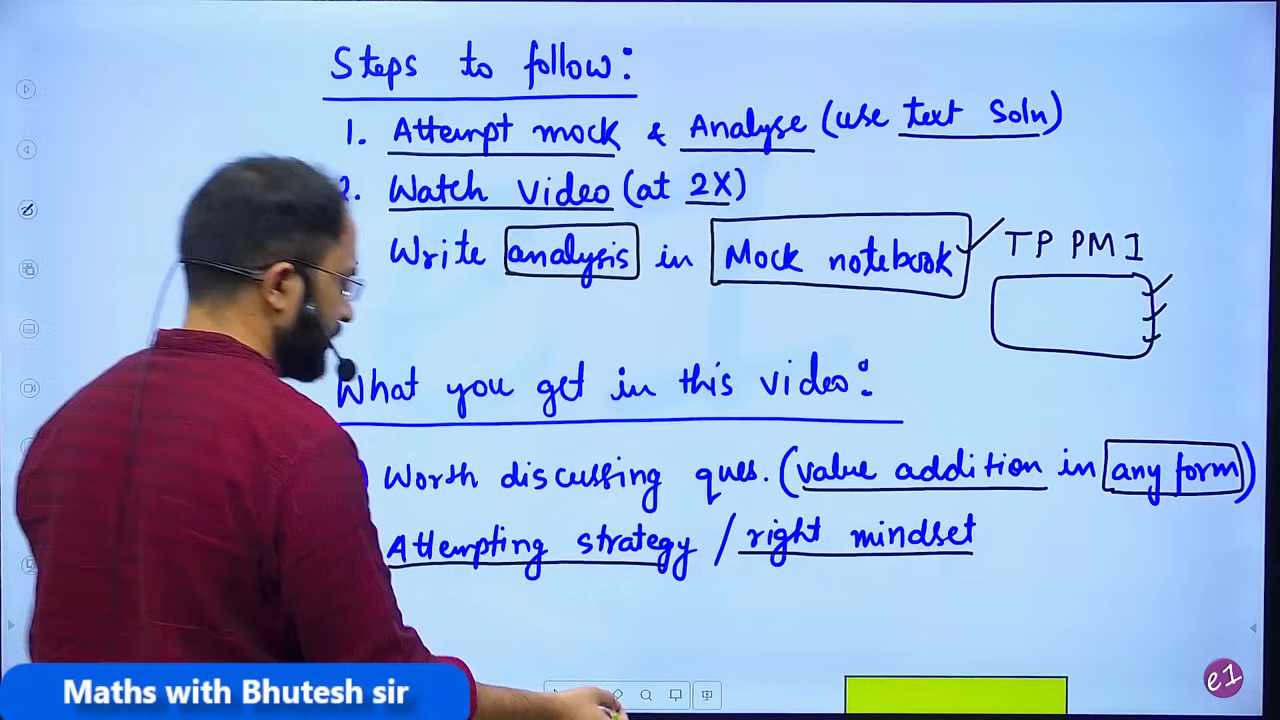 Steps to follow:
1. Attempt mock & Analyse (use text soln)
2. Watch video (at 2X)
Write analysis in Mock notebook
TP PM I
What you get in this video:
Worth discussing ques. (value addition in any form)
Attempting strategy / right mindset
Maths with Bhutesh sir
e1